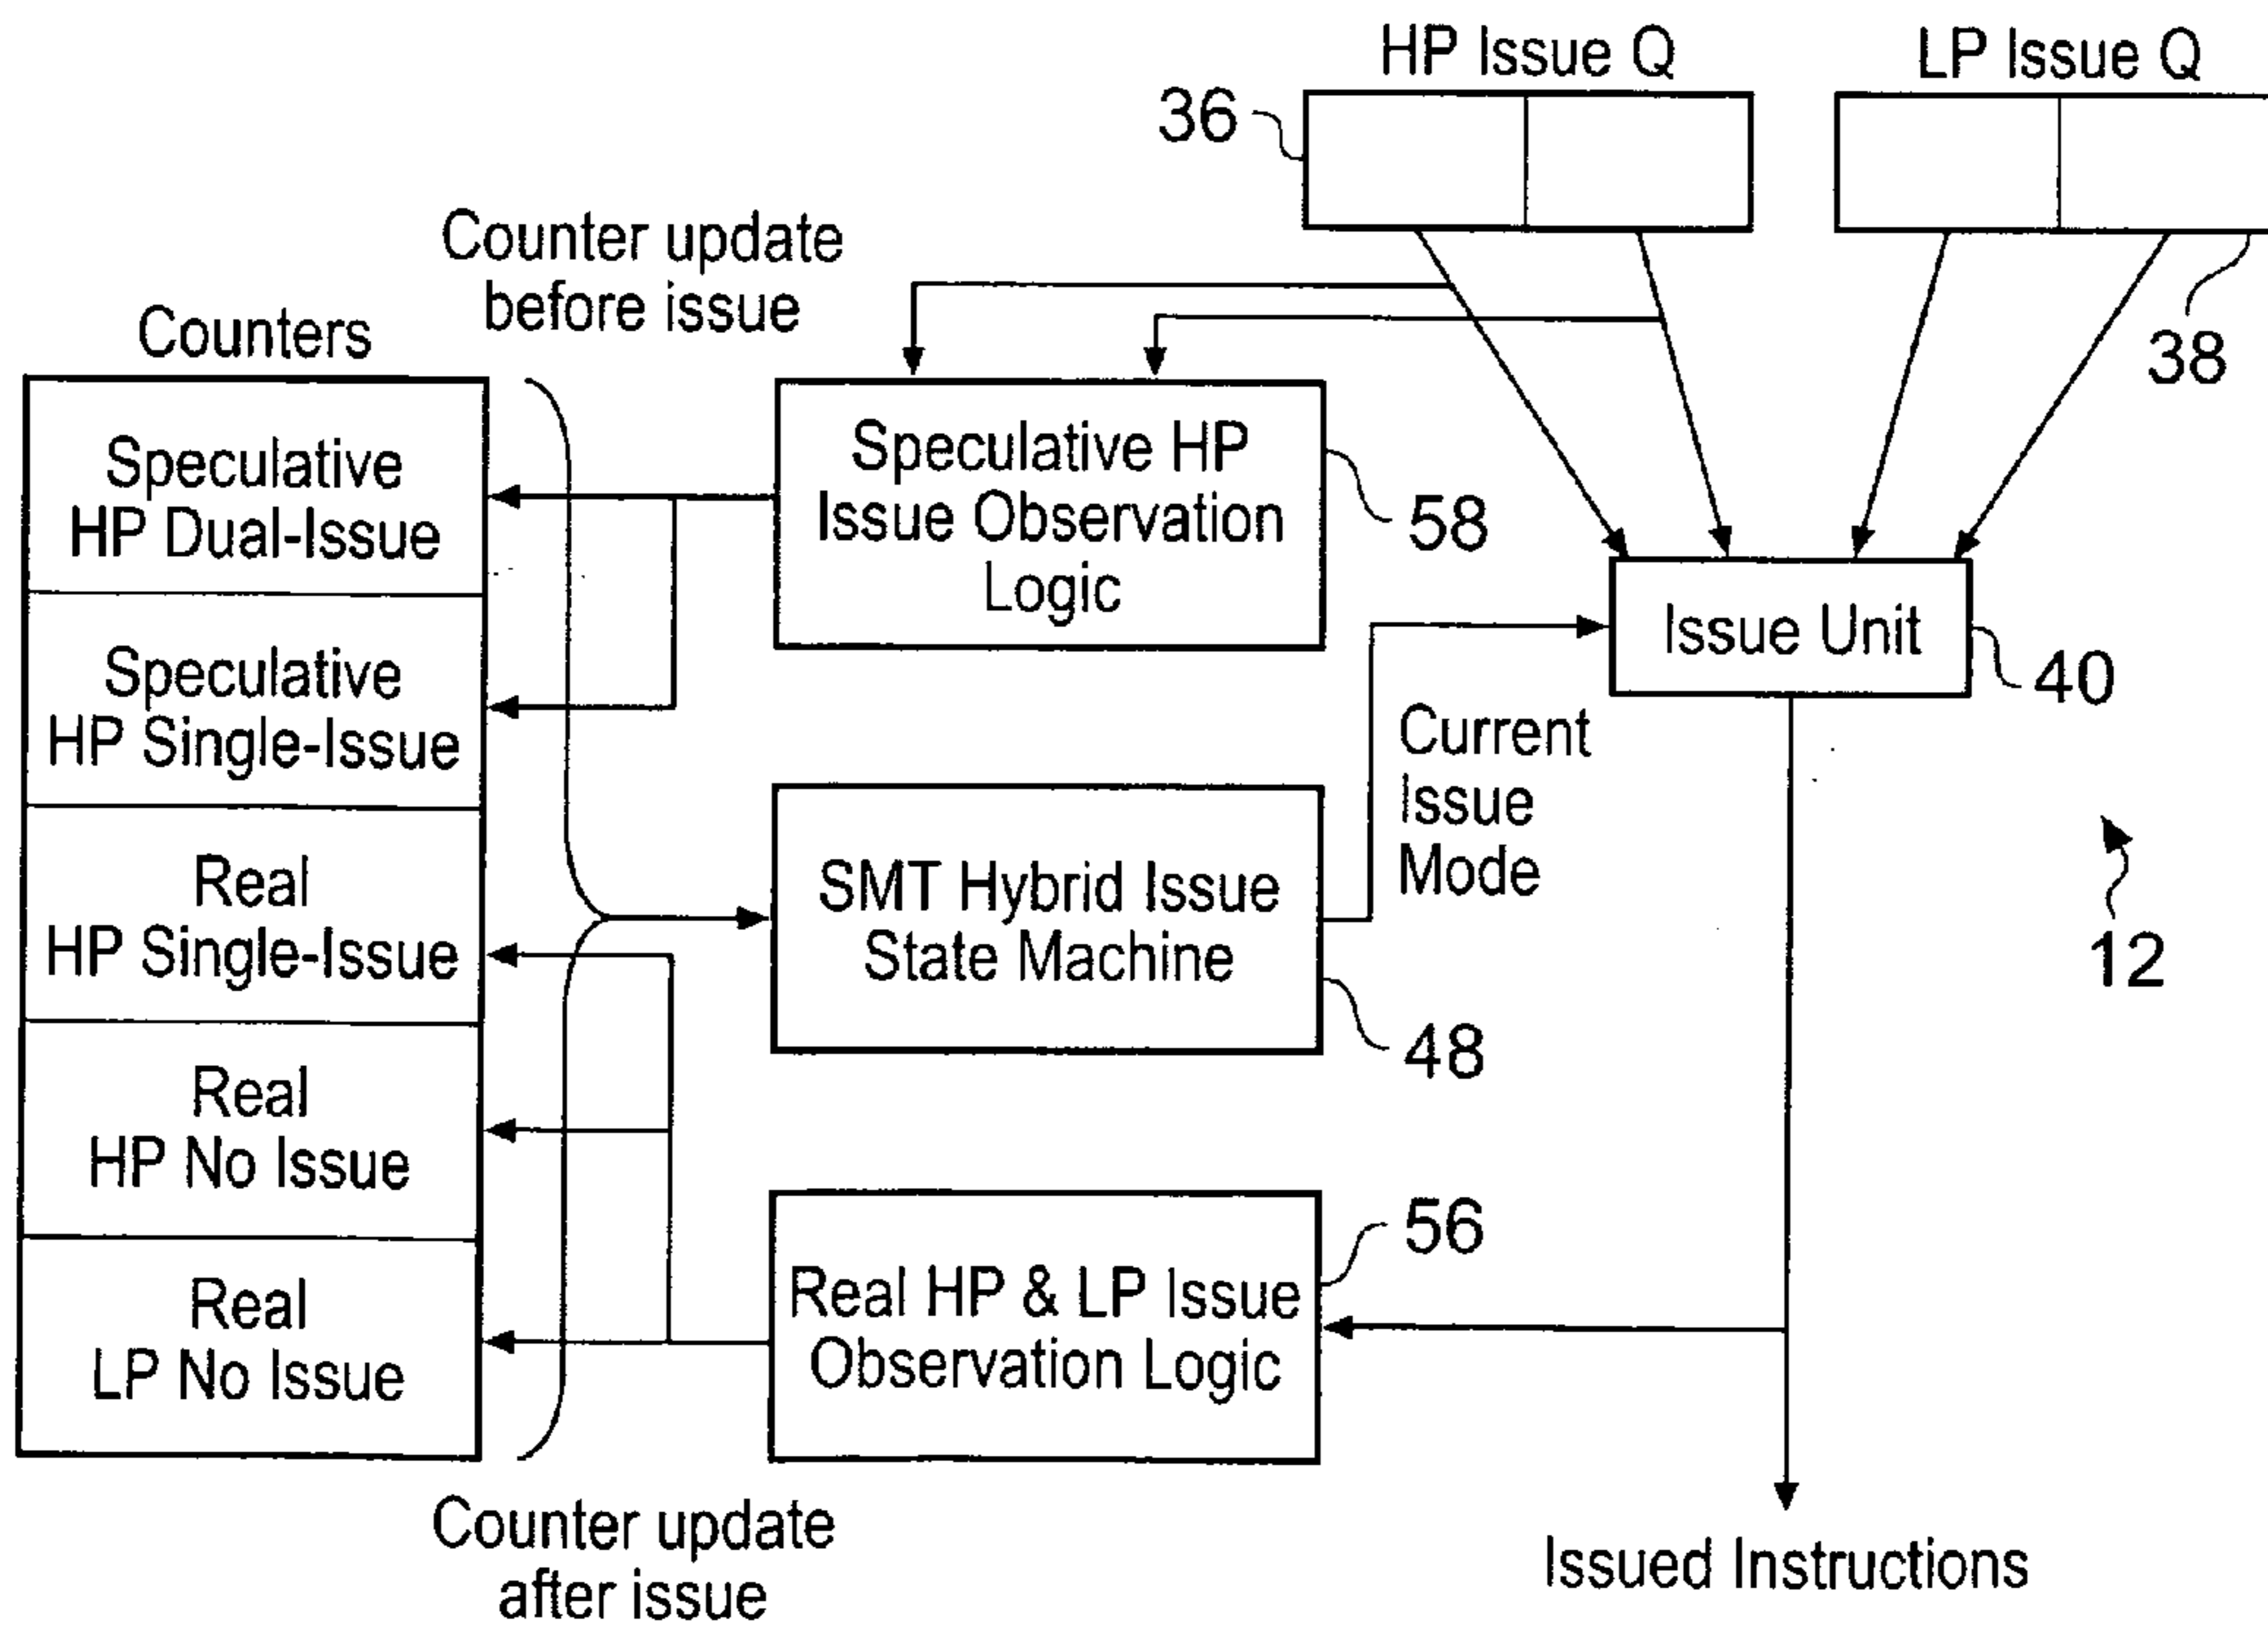 HP Issue Q
LP Issue Q
36
38
Counter update
before issue
Counters
Speculative
HP Dual-Issue
Speculative
HP Single-Issue
Real
HP Single-Issue
Real
HP No Issue
Real
LP No Issue
Speculative HP
Issue Observation
Logic
58
Issue Unit
40
Current
Issue
Mode
SMT Hybrid Issue
State Machine
48
12
Real HP & LP Issue
Observation Logic
56
Counter update
after issue
Issued Instructions